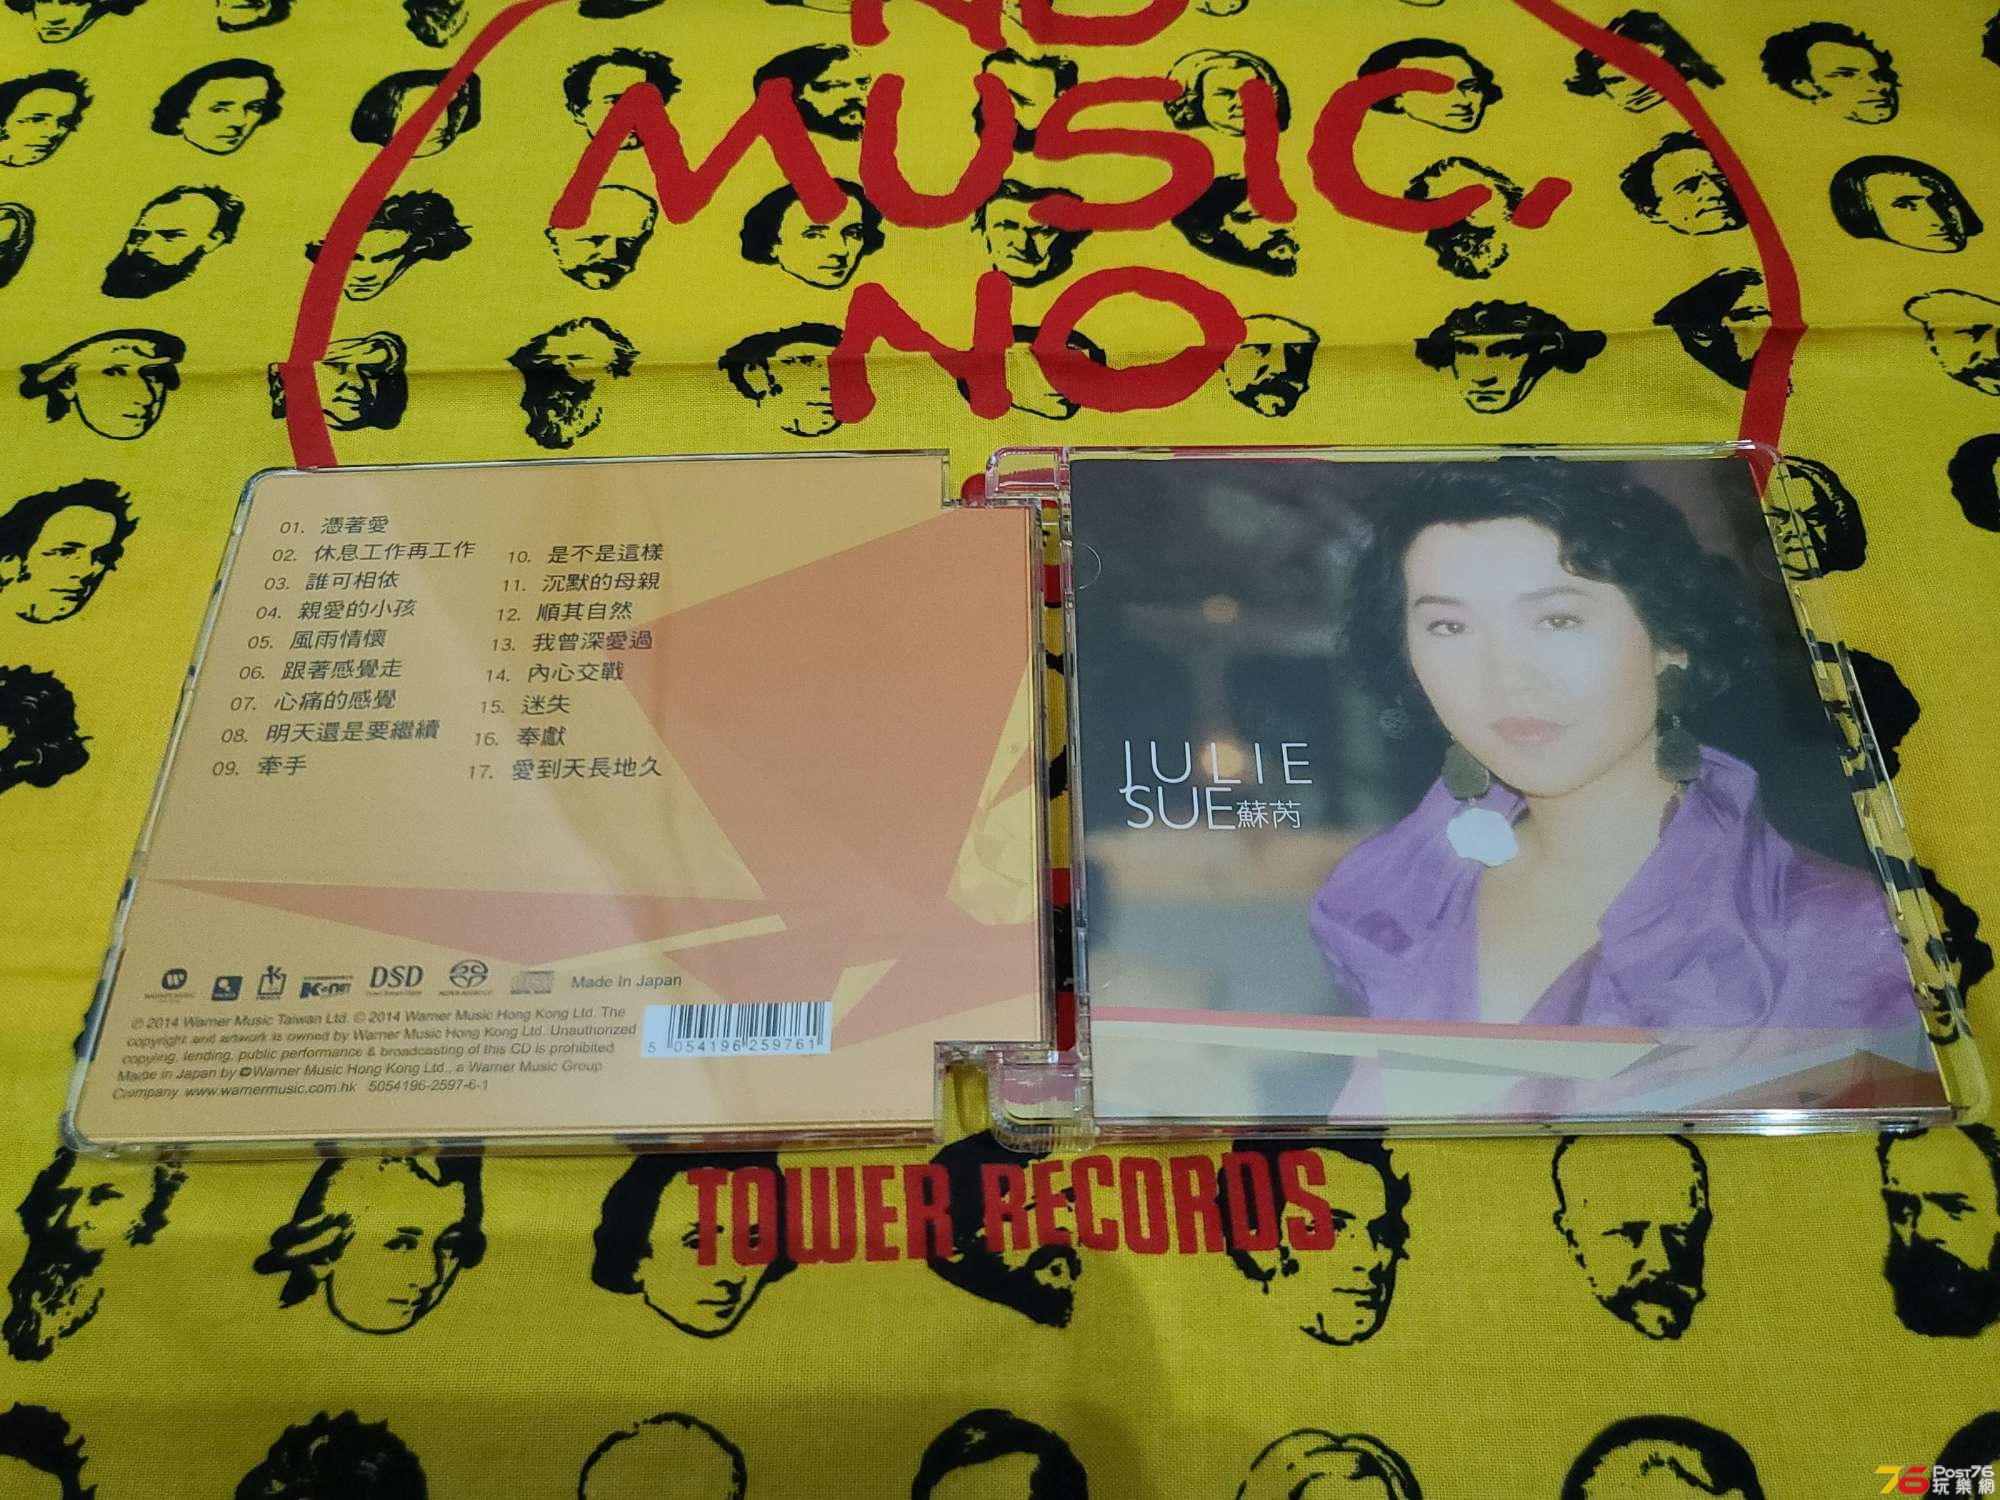 NO
MUSIC,
NO
01. 憑著愛
02. 休息工作再工作
03. 誰可相依
04. 親愛的小孩
05. 風雨情懷
06. 跟著感覺走
07. 心痛的感覺
08. 明天還是要繼續
09. 牽手
10. 是不是這樣
11. 沉默的母親
12. 順其自然
13. 我曾深愛過
14. 內心交戰
15. 迷失
16. 奉獻
17. 愛到天長地久
K2NET DSD Made In Japan
℗ 2014 Warner Music Taiwan Ltd. © 2014 Warner Music Hong Kong Ltd. The
copyright and artwork is owned by Warner Music Hong Kong Ltd. Unauthorized
copying, lending, public performance & broadcasting of this CD is prohibited.
Made in Japan by Warner Music Hong Kong Ltd., a Warner Music Group
Company. www.warnermusic.com.hk 5054196-2597-6-1
5 054196 259761
JULIE
SUE蘇芮
TOWER RECORDS
76 Post76
玩樂網